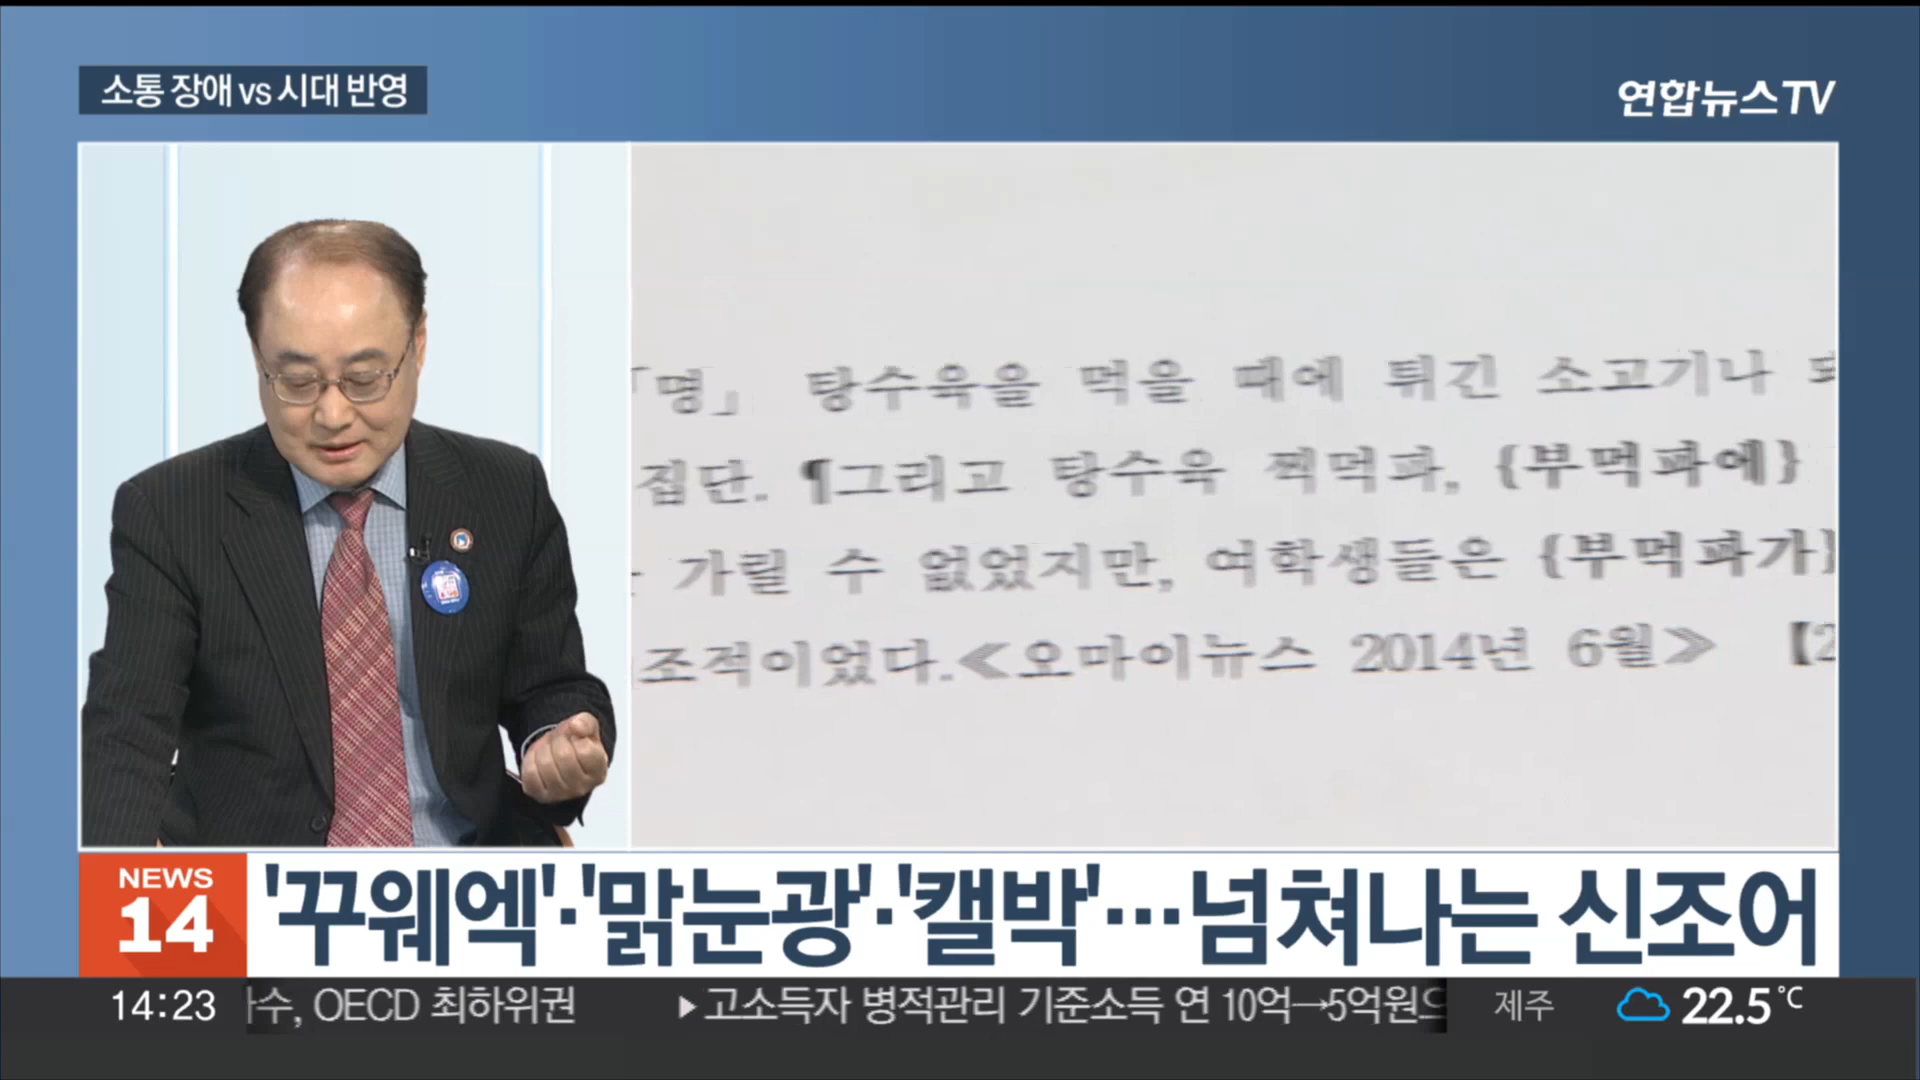 소통 장애 vs 시대 반영
연합뉴스TV
「명」 탕수육을 먹을 때에 튀긴 소고기나
집단. ¶그리고 탕수육 찍먹파, {부먹파에}
가릴 수 없었지만, 여학생들은 {부먹파가}
조적이었다.≪오마이뉴스 2014년 6월≫ 【2
NEWS
14
'꾸웨엑'·'맑눈광'·'캘박'…넘쳐나는 신조어
14:23 수, OECD 최하위권 ▶고소득자 병적관리 기준소득 연 10억→5억원으 제주 22.5℃